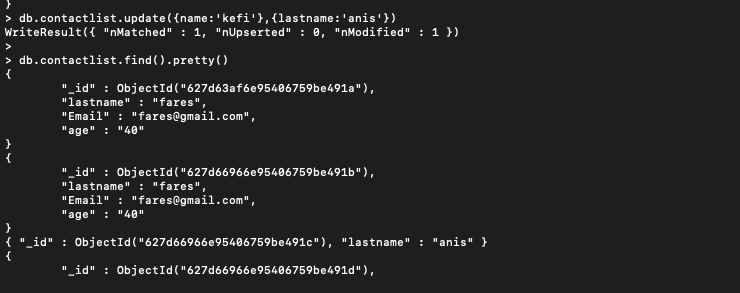 }
> db.contactlist.update({name:'kefi'},{lastname:'anis'})
WriteResult({ "nMatched" : 1, "nUpserted" : 0, "nModified" : 1 })
>
> db.contactlist.find().pretty()
{
        "_id" : ObjectId("627d63af6e95406759be491a"),
        "lastname" : "fares",
        "Email" : "fares@gmail.com",
        "age" : "40"
}
{
        "_id" : ObjectId("627d66966e95406759be491b"),
        "lastname" : "fares",
        "Email" : "fares@gmail.com",
        "age" : "40"
}
{ "_id" : ObjectId("627d66966e95406759be491c"), "lastname" : "anis" }
{
        "_id" : ObjectId("627d66966e95406759be491d"),